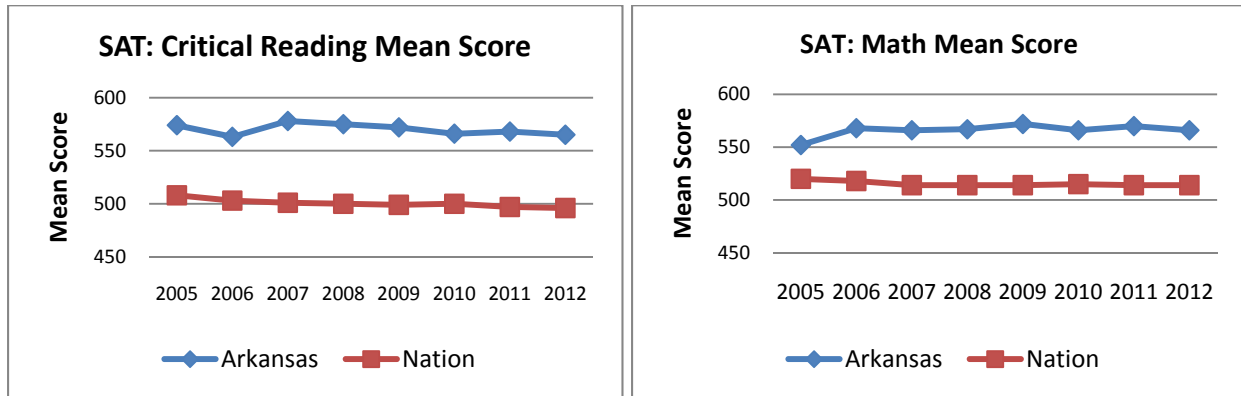 SAT: Critical Reading Mean Score
Mean Score
600
550
500
450
2005 2006 2007 2008 2009 2010 2011 2012
Arkansas Nation
SAT: Math Mean Score
Mean Score
600
550
500
450
2005 2006 2007 2008 2009 2010 2011 2012
Arkansas Nation